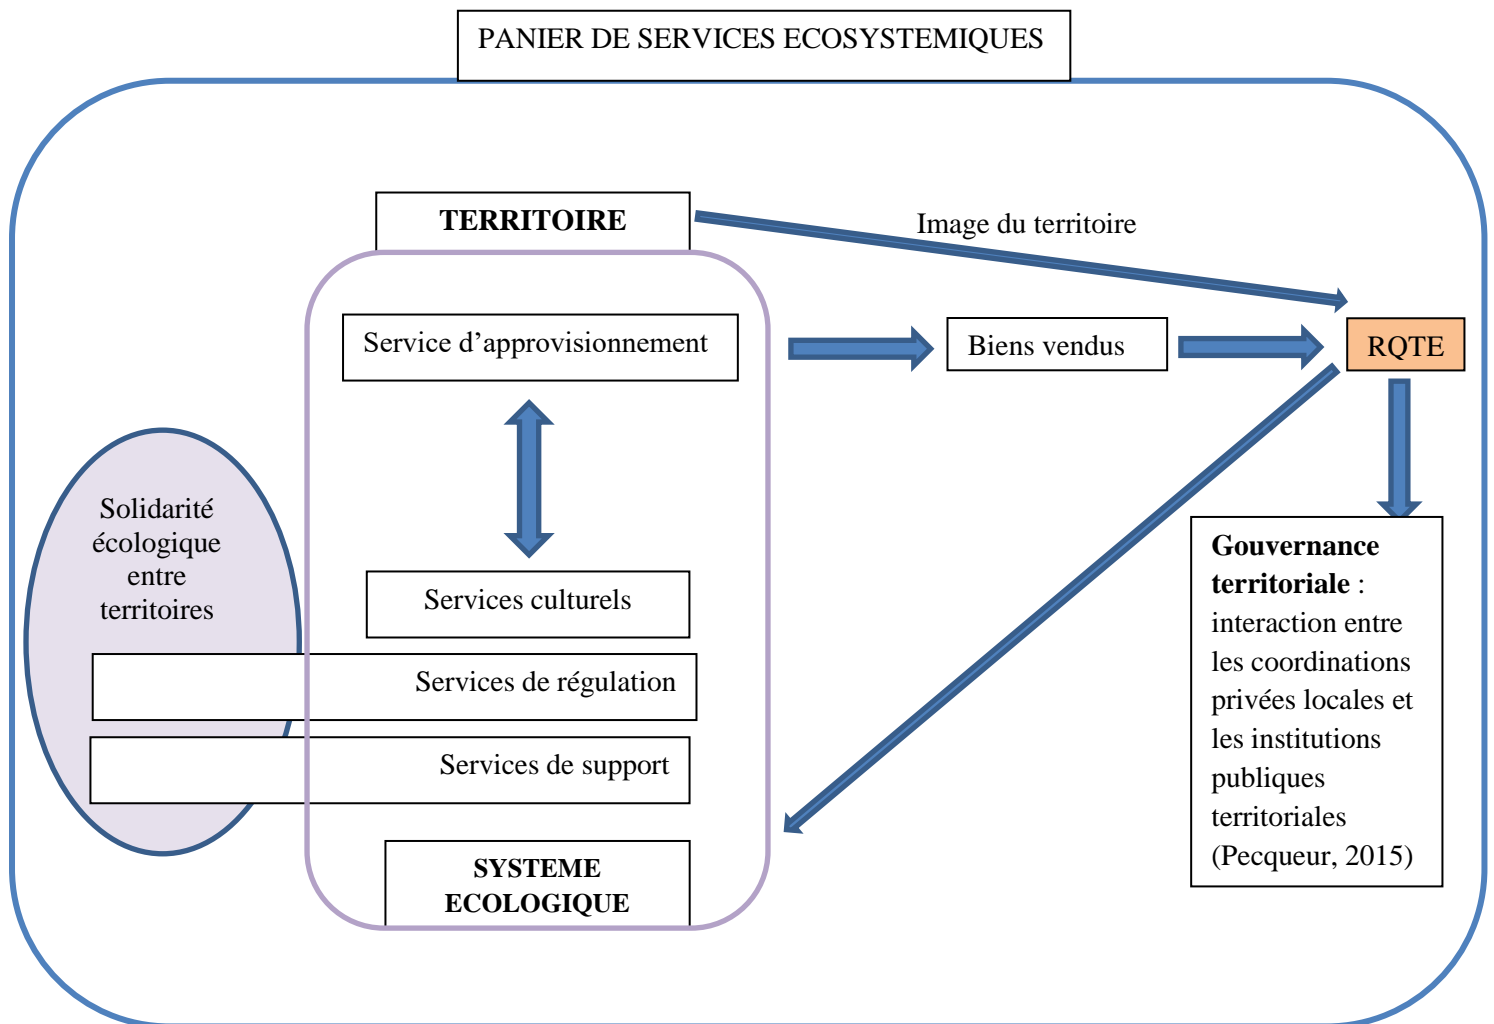 PANIER DE SERVICES ECOSYSTEMIQUES
TERRITOIRE
Image du territoire
Service d’approvisionnement
Biens vendus
RQTE
Solidarité
écologique
entre
territoires
Services culturels
Services de régulation
Services de support
SYSTEME
ECOLOGIQUE
Gouvernance
territoriale :
interaction entre
les coordinations
privées locales et
les institutions
publiques
territoriales
(Pecqueur, 2015)